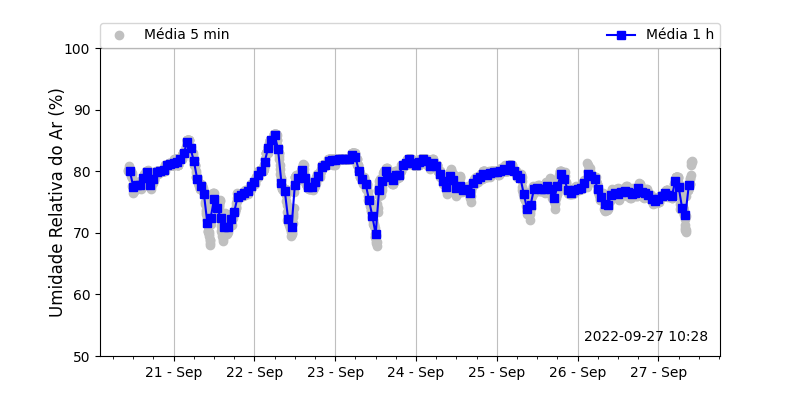 Média 5 min
Média 1 h
Umidade Relativa do Ar (%)
100
90
80
70
60
50
2022-09-27 10:28
21 - Sep
22 - Sep
23 - Sep
24 - Sep
25 - Sep
26 - Sep
27 - Sep